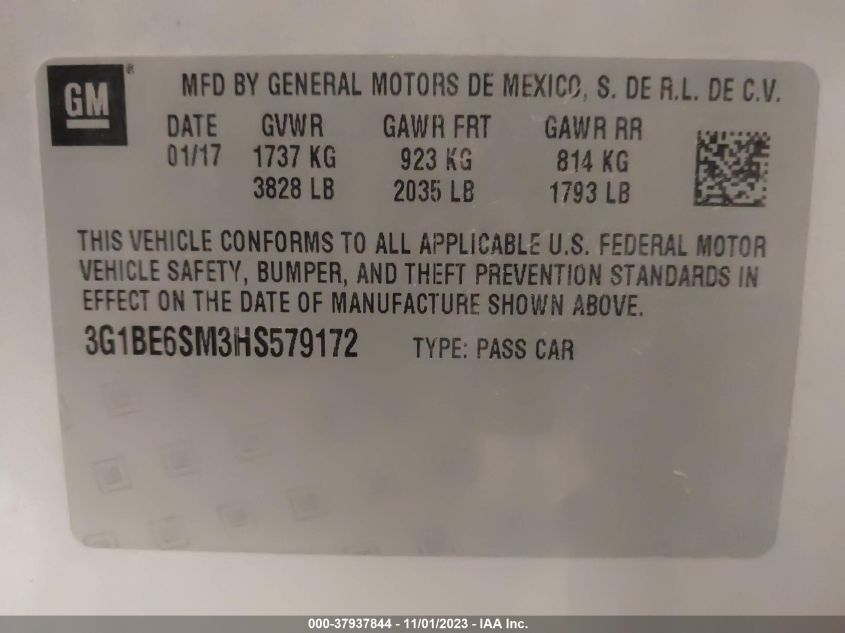 GM ®
MFD BY GENERAL MOTORS DE MEXICO, S. DE R.L. DE C.V.
DATE GVWR GAWR FRT GAWR RR
01/17 1737 KG 923 KG 814 KG
3828 LB 2035 LB 1793 LB
THIS VEHICLE CONFORMS TO ALL APPLICABLE U.S. FEDERAL MOTOR
VEHICLE SAFETY, BUMPER, AND THEFT PREVENTION STANDARDS IN
EFFECT ON THE DATE OF MANUFACTURE SHOWN ABOVE.
3G1BE6SM3HS579172 TYPE: PASS CAR
000-37937844 - 11/01/2023 - IAA Inc.